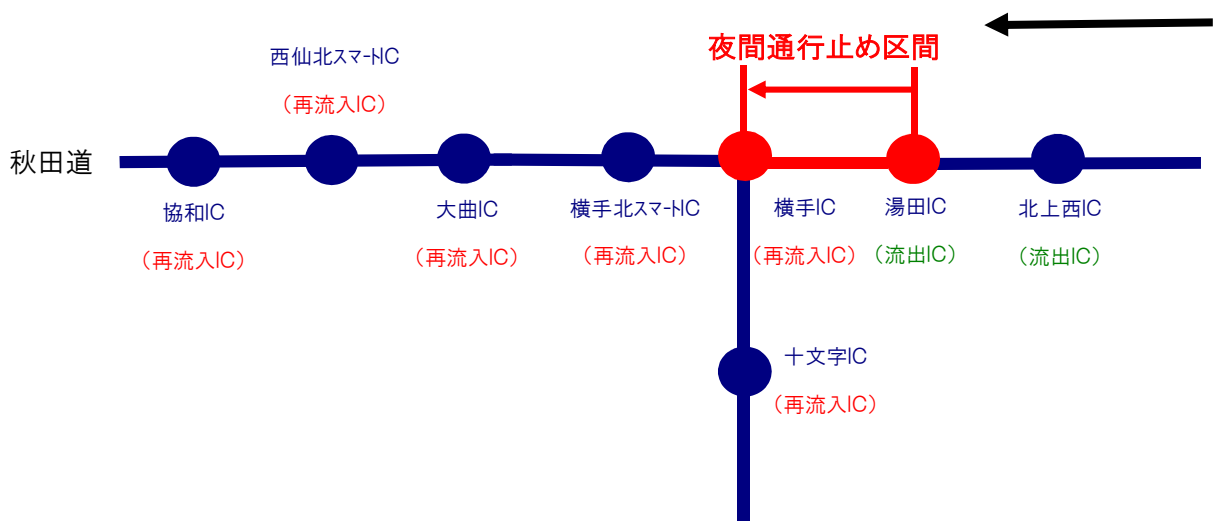 夜間通行止め区間
西仙北スマートIC
（再流入IC）
秋田道
協和IC
（再流入IC）
大曲IC
（再流入IC）
横手北スマートIC
（再流入IC）
横手IC
（再流入IC）
湯田IC
（流出IC）
北上西IC
（流出IC）
十文字IC
（再流入IC）